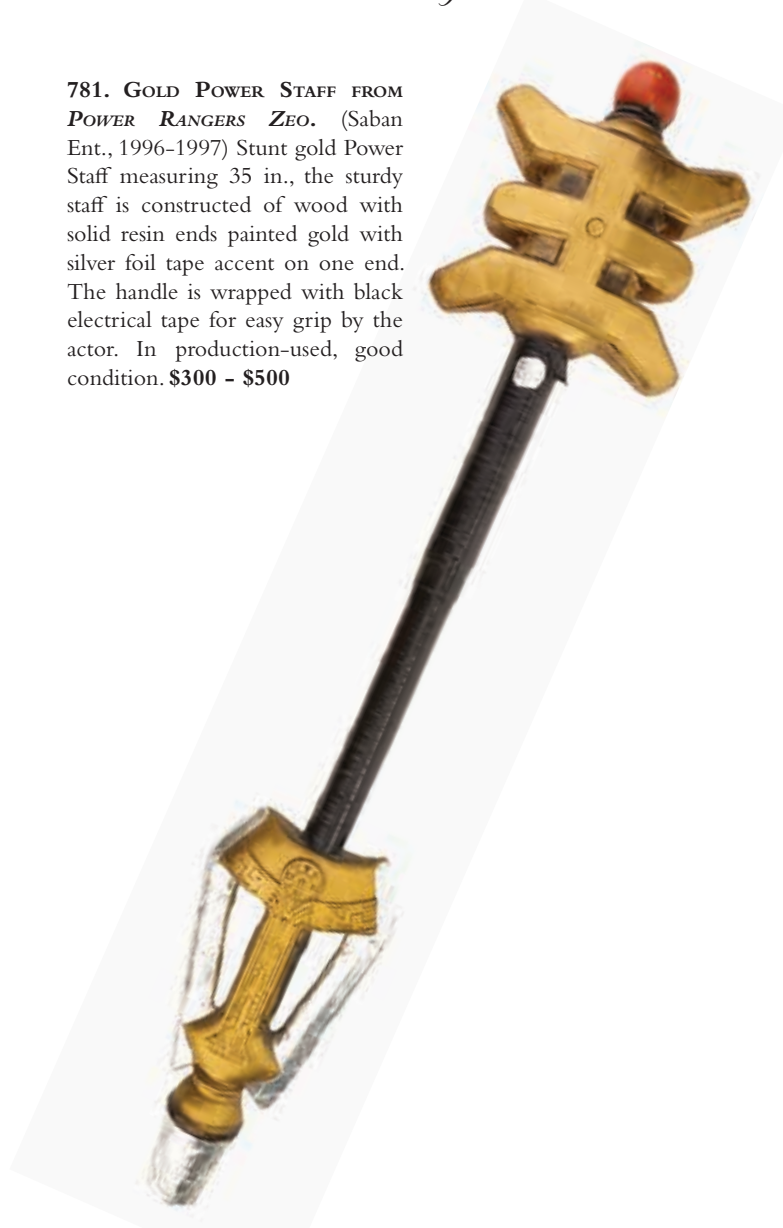 781. Gold Power Staff from
Power Rangers Zeo. (Saban
Ent., 1996-1997) Stunt gold Power
Staff measuring 35 in., the sturdy
staff is constructed of wood with
solid resin ends painted gold with
silver foil tape accent on one end.
The handle is wrapped with black
electrical tape for easy grip by the
actor. In production-used, good
condition. $300 - $500